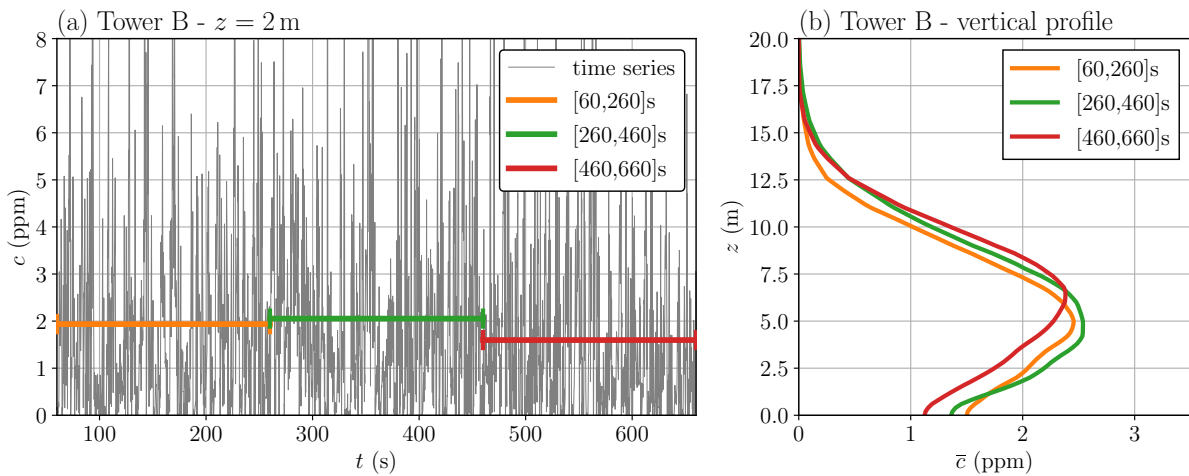 (a) Tower B - z = 2 m
8
7
6
5
4
3
2
1
0
c (ppm)
100 200 300 400 500 600
t (s)
time series
[60,260]s
[260,460]s
[460,660]s
(b) Tower B - vertical profile
20.0
17.5
15.0
12.5
10.0
7.5
5.0
2.5
0.0
z (m)
0 1 2 3
c̅ (ppm)
[60,260]s
[260,460]s
[460,660]s